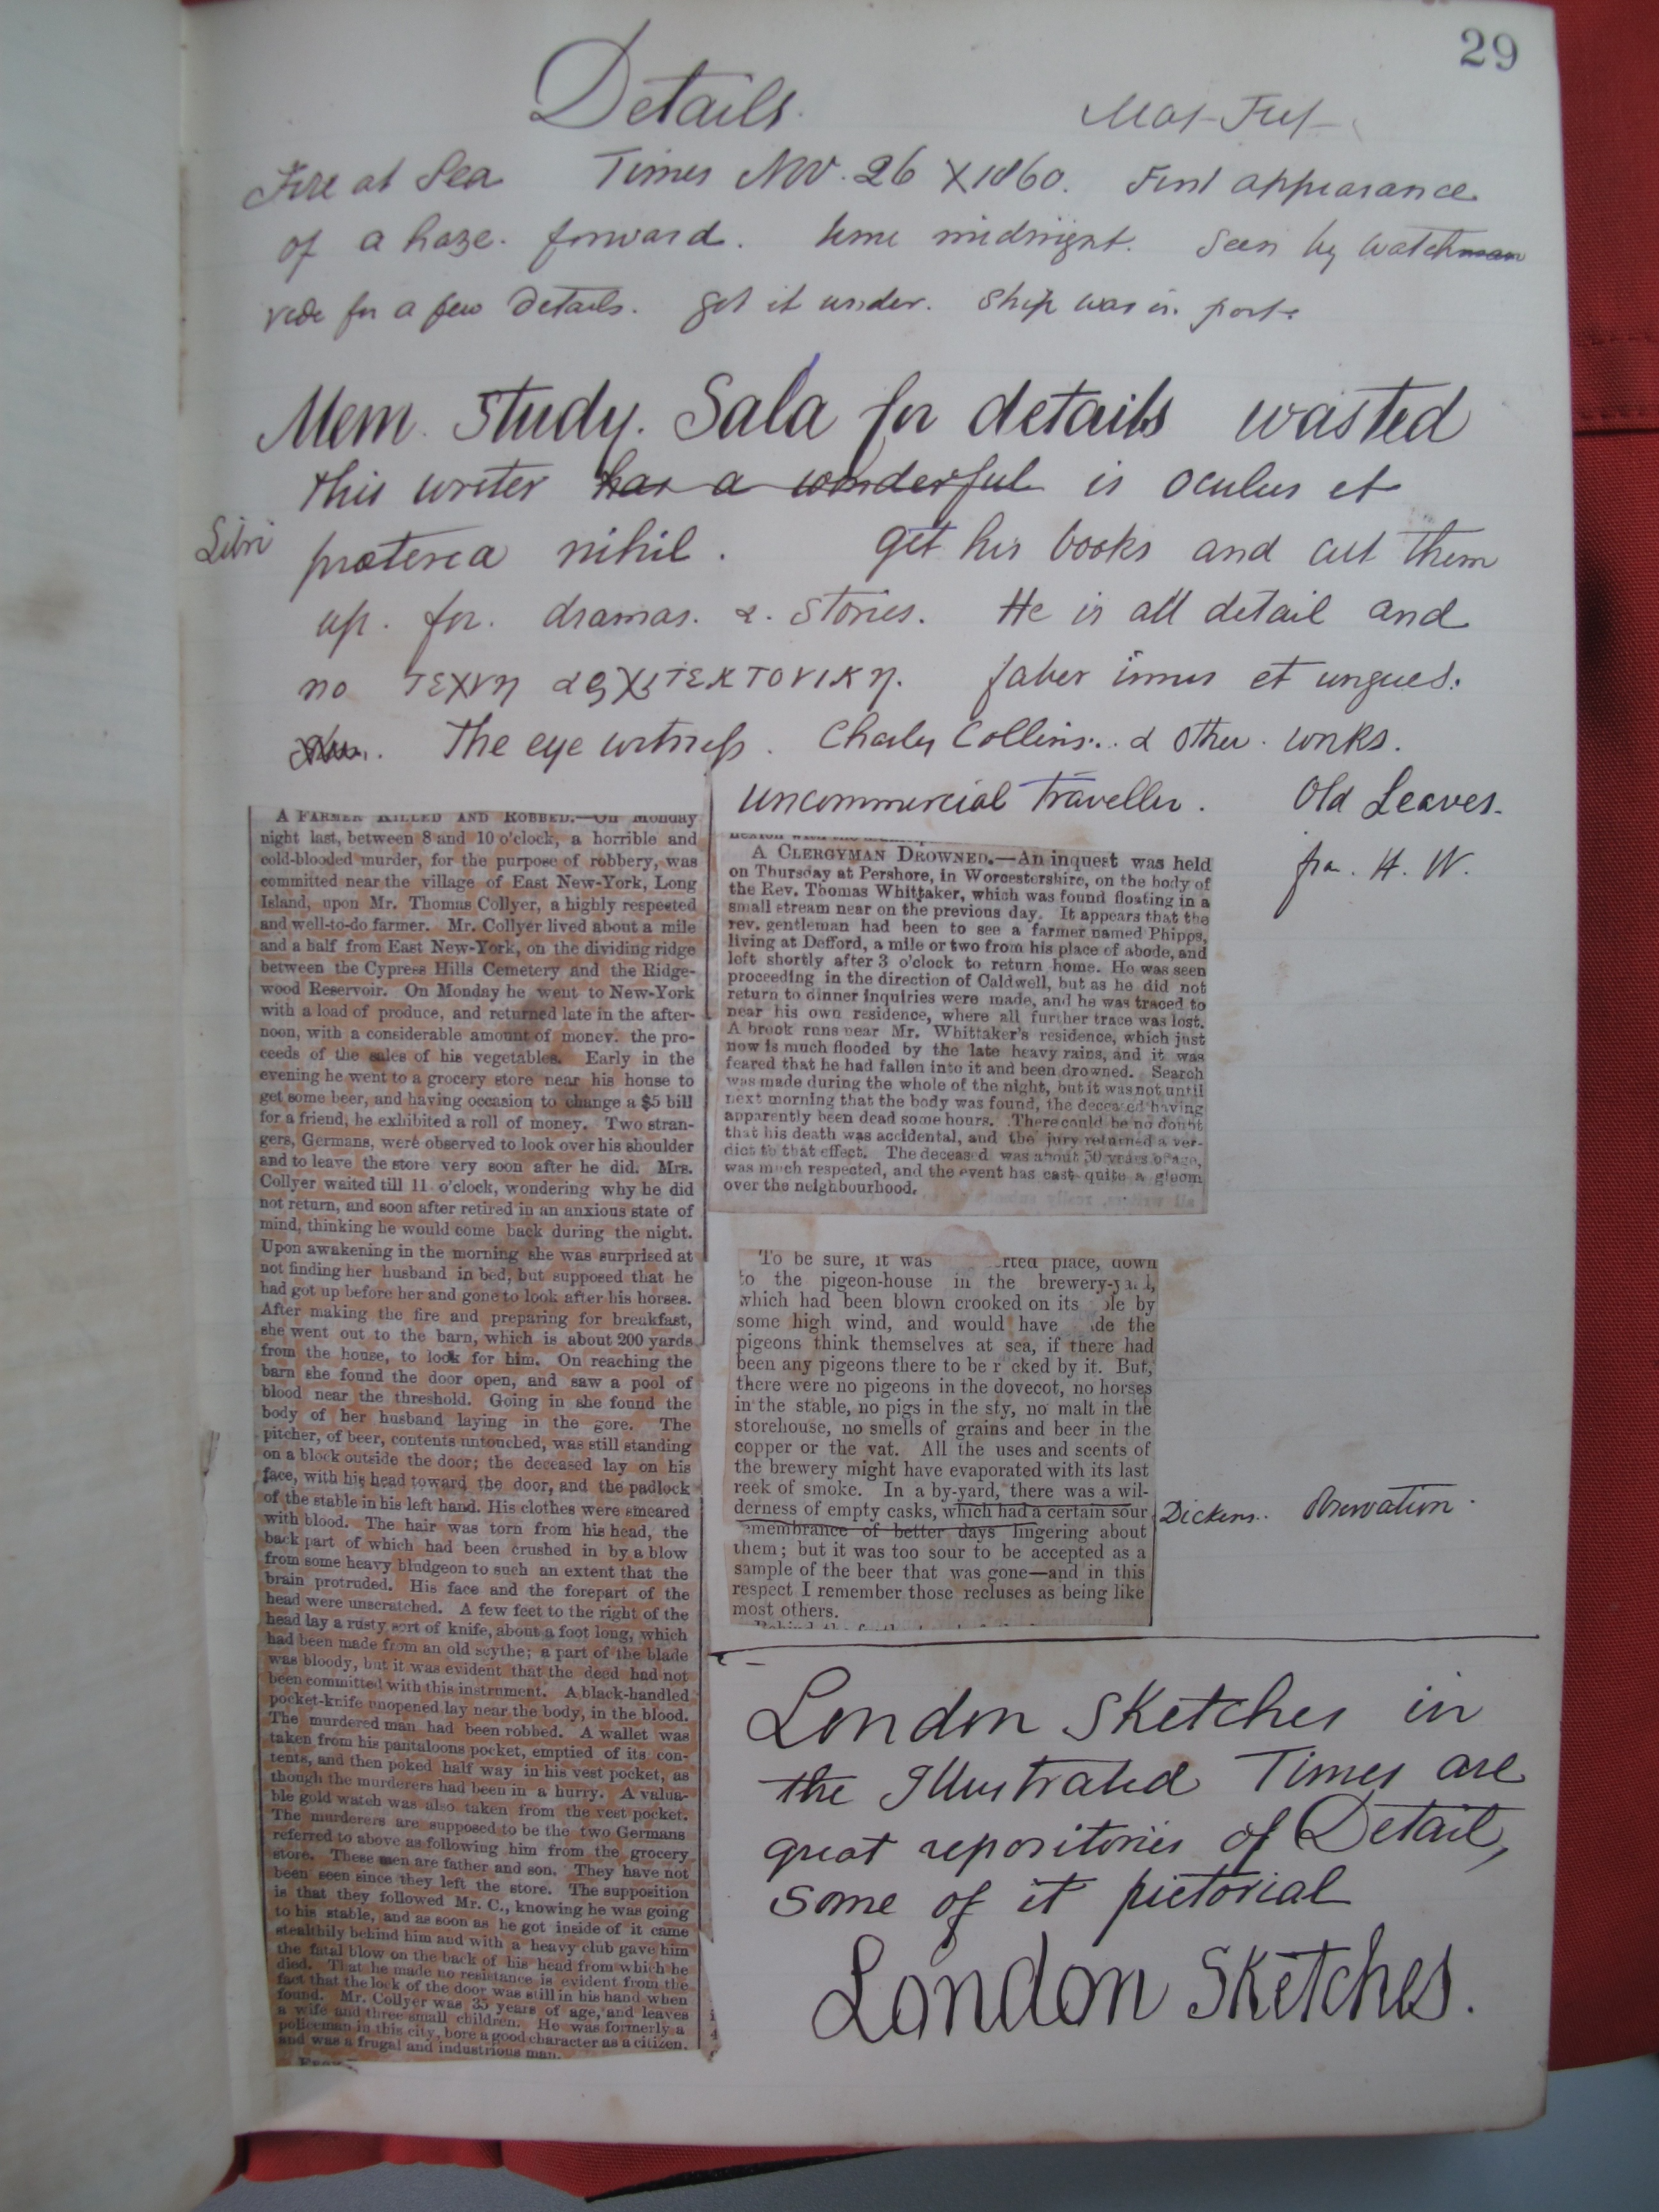 29
Details.
Mat-Fut
Fire at Sea Times Nov. 26 X 1860. First appearance
of a haze. forward. time midnight. Seen by watchman
vide for a few details. got it under. Ship was in port.
Mem. Study. Sala for details wasted
this writer has a wonderful is oculus et
Libri
præterea nihil. get his books and cut them
up. for. dramas. &. stories. He is all detail and
no τεχνη αρχιτεκτονικη. faber imus et ungues.
The eye witness. Charles Collins... & other. works.
Uncommercial Traveller. Old Leaves.
fm. H. W.
A FARMER KILLED AND ROBBED.—On Monday
night last, between 8 and 10 o'clock, a horrible and
cold-blooded murder, for the purpose of robbery, was
committed near the village of East New-York, Long
Island, upon Mr. Thomas Collyer, a highly respected
and well-to-do farmer. Mr. Collyer lived about a mile
and a half from East New-York, on the dividing ridge
between the Cypress Hills Cemetery and the Ridge-
wood Reservoir. On Monday he went to New-York
with a load of produce, and returned late in the after-
noon, with a considerable amount of money. the pro-
ceeds of the sales of his vegetables. Early in the
evening he went to a grocery store near his house to
get some beer, and having occasion to change a $5 bill
for a friend, he exhibited a roll of money. Two stran-
gers, Germans, were observed to look over his shoulder
and to leave the store very soon after he did. Mrs.
Collyer waited till 11 o'clock, wondering why he did
not return, and soon after retired in an anxious state of
mind, thinking he would come back during the night.
Upon awakening in the morning she was surprised at
not finding her husband in bed, but supposed that he
had got up before her and gone to look after his horses.
After making the fire and preparing for breakfast,
she went out to the barn, which is about 200 yards
from the house, to look for him. On reaching the
barn she found the door open, and saw a pool of
blood near the threshold. Going in she found the
body of her husband laying in the gore. The
pitcher, of beer, contents untouched, was still standing
on a block outside the door; the deceased lay on his
face, with his head toward the door, and the padlock
of the stable in his left hand. His clothes were smeared
with blood. The hair was torn from his head, the
back part of which had been crushed in by a blow
from some heavy bludgeon to such an extent that the
brain protruded. His face and the forepart of the
head were unscratched. A few feet to the right of the
head lay a rusty sort of knife, about a foot long, which
had been made from an old scythe; a part of the blade
was bloody, but it was evident that the deed had not
been committed with this instrument. A black-handled
pocket-knife unopened lay near the body, in the blood.
The murdered man had been robbed. A wallet was
taken from his pantaloons pocket, emptied of its con-
tents, and then poked half way in his vest pocket, as
though the murderers had been in a hurry. A valua-
ble gold watch was also taken from the vest pocket.
The murderers are supposed to be the two Germans
referred to above as following him from the grocery
store. These men are father and son. They have not
been seen since they left the store. The supposition
is that they followed Mr. C., knowing he was going
to his stable, and as soon as he got inside of it came
stealthily behind him and with a heavy club gave him
the fatal blow on the back of his head from which he
died. That he made no resistance is evident from the
fact that the lock of the door was still in his hand when
found. Mr. Collyer was 35 years of age, and leaves
a wife and three small children. He was formerly a
policeman in this city, bore a good character as a citizen,
and was a frugal and industrious man.
A CLERGYMAN DROWNED.—An inquest was held
on Thursday at Pershore, in Worcestershire, on the body of
the Rev. Thomas Whittaker, which was found floating in a
small stream near on the previous day. It appears that the
rev. gentleman had been to see a farmer named Phipps,
living at Defford, a mile or two from his place of abode, and
left shortly after 3 o'clock to return home. He was seen
proceeding in the direction of Caldwell, but as he did not
return to dinner inquiries were made, and he was traced to
near his own residence, where all further trace was lost.
A brook runs near Mr. Whittaker's residence, which just
now is much flooded by the late heavy rains, and it was
feared that he had fallen into it and been drowned. Search
was made during the whole of the night, but it was not until
next morning that the body was found, the deceased having
apparently been dead some hours. There could be no doubt
that his death was accidental, and the jury returned a ver-
dict to that effect. The deceased was about 50 years of age,
was much respected, and the event has cast quite a gloom
over the neighbourhood.
To be sure, it was rted place, down
to the pigeon-house in the brewery-yard,
which had been blown crooked on its ole by
some high wind, and would have de the
pigeons think themselves at sea, if there had
been any pigeons there to be r cked by it. But,
there were no pigeons in the dovecot, no horses
in the stable, no pigs in the sty, no malt in the
storehouse, no smells of grains and beer in the
copper or the vat. All the uses and scents of
the brewery might have evaporated with its last
reek of smoke. In a by-yard, there was a wil-
derness of empty casks, which had a certain sour
emembrance of better days lingering about
them; but it was too sour to be accepted as a
sample of the beer that was gone—and in this
respect I remember those recluses as being like
most others.
Dickens.. Observation.
London Sketches in
the Illustrated Times are
great repositories of Detail,
some of it pictorial
London Sketches.